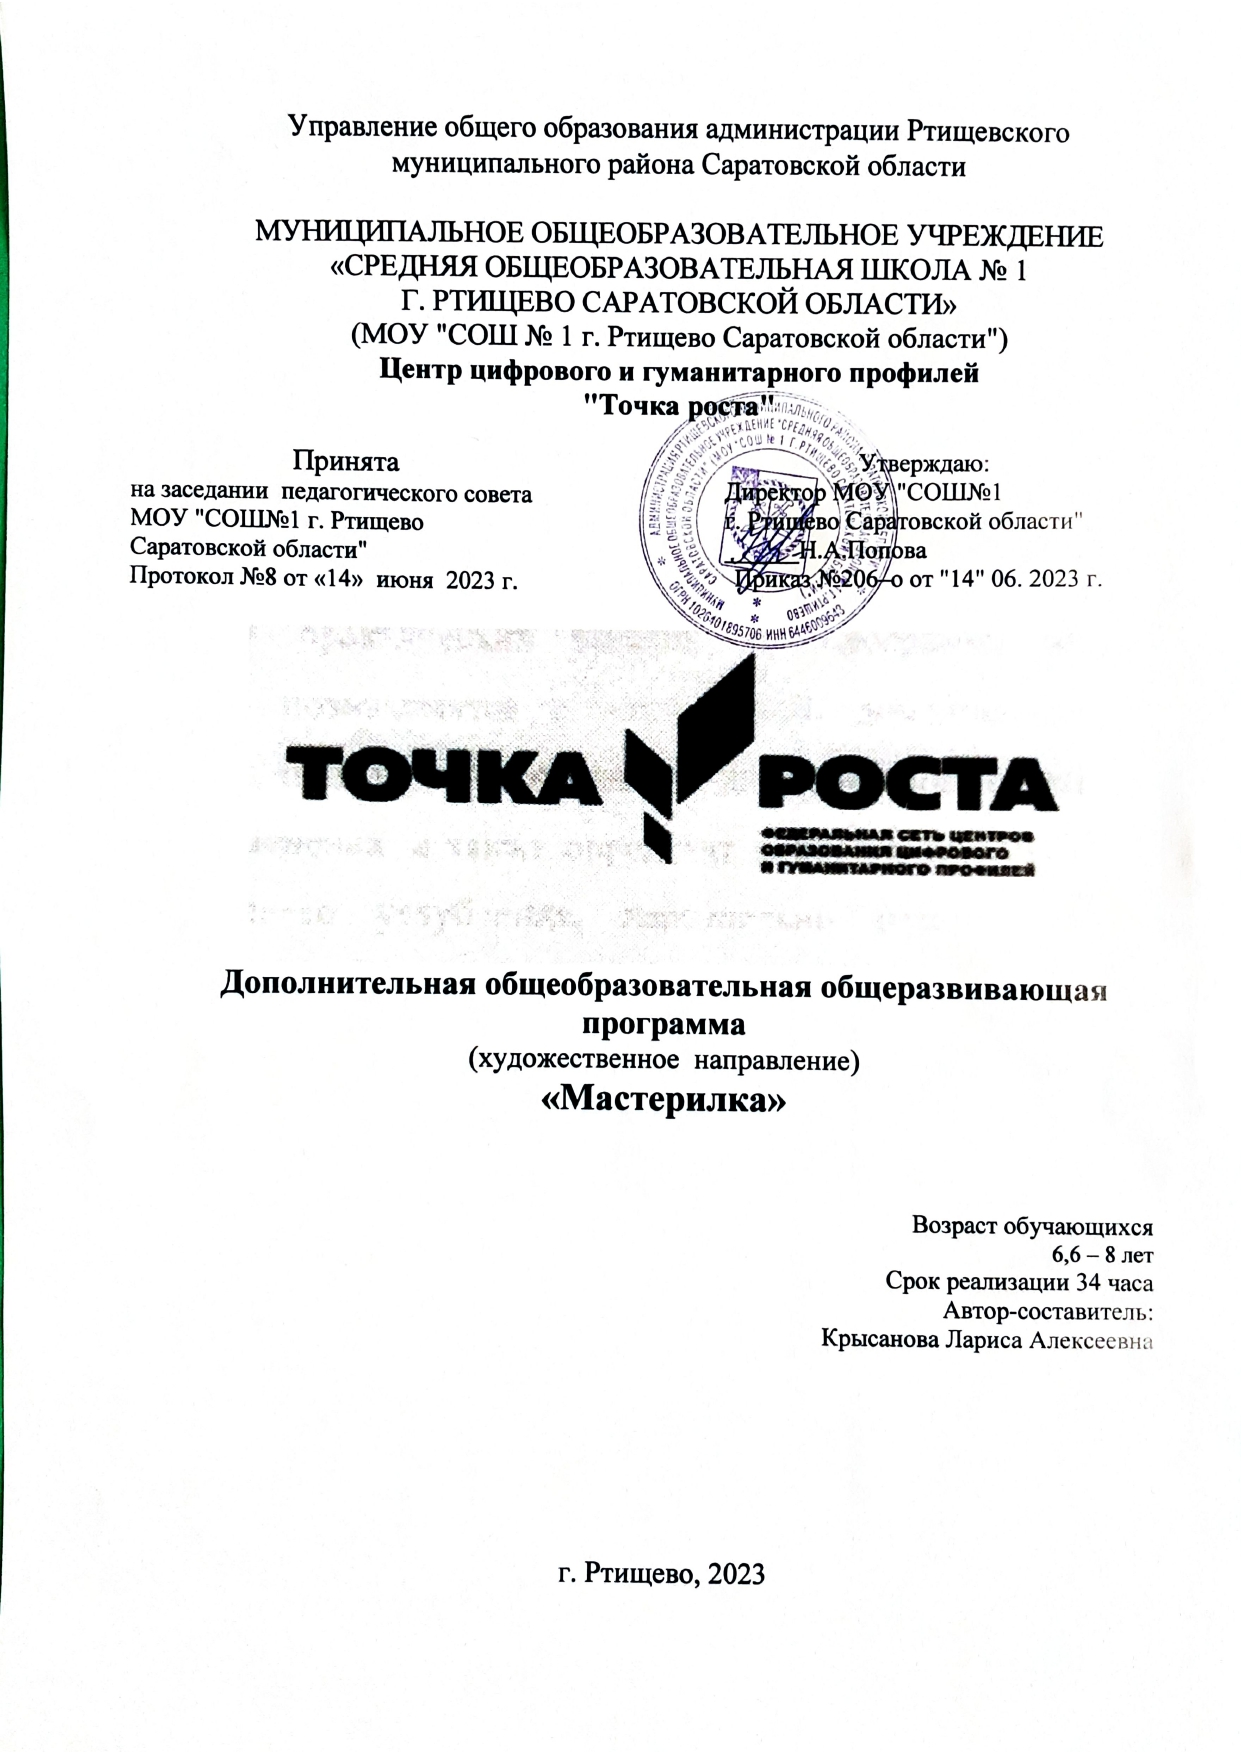 Управление общего образования администрации Ртищевского
муниципального района Саратовской области
МУНИЦИПАЛЬНОЕ ОБЩЕОБРАЗОВАТЕЛЬНОЕ УЧРЕЖДЕНИЕ
«СРЕДНЯЯ ОБЩЕОБРАЗОВАТЕЛЬНАЯ ШКОЛА № 1
Г. РТИЩЕВО САРАТОВСКОЙ ОБЛАСТИ»
(МОУ "СОШ № 1 г. Ртищево Саратовской области")
Центр цифрового и гуманитарного профилей
"Точка роста"
Принята
на заседании педагогического совета
МОУ "СОШ№1 г. Ртищево
Саратовской области"
Протокол №8 от «14» июня 2023 г.
Утверждаю:
Директор МОУ "СОШ№1
г. Ртищево Саратовской области"
Н.А.Попова
Приказ №206–о от "14" 06. 2023 г.
ОГРН 1026401895706 ИНН 6446009643
ТОЧКА РОСТА
ФЕДЕРАЛЬНАЯ СЕТЬ ЦЕНТРОВ
ОБРАЗОВАНИЯ ЦИФРОВОГО
И ГУМАНИТАРНОГО ПРОФИЛЕЙ
Дополнительная общеобразовательная общеразвивающая
программа
(художественное направление)
«Мастерилка»
Возраст обучающихся
6,6 – 8 лет
Срок реализации 34 часа
Автор-составитель:
Крысанова Лариса Алексеевна
г. Ртищево, 2023